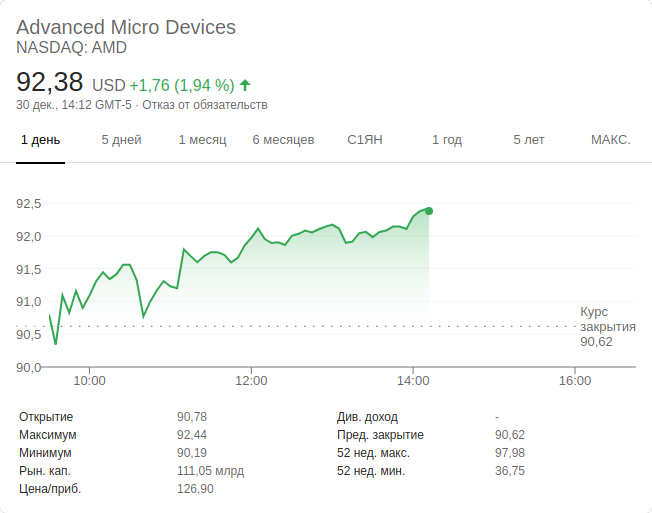 Advanced Micro Devices
NASDAQ: AMD
92,38 USD +1,76 (1,94 %)
30 дек., 14:12 GMT-5 · Отказ от обязательств
1 день 5 дней 1 месяц 6 месяцев С1ЯН 1 год 5 лет МАКС.
92,5
92,0
91,5
91,0
90,5
90,0
Курс
закрытия
90,62
10:00 12:00 14:00 16:00
Открытие 90,78 Див. доход -
Максимум 92,44 Пред. закрытие 90,62
Минимум 90,19 52 нед. макс. 97,98
Рын. кап. 111,05 млрд 52 нед. мин. 36,75
Цена/приб. 126,90